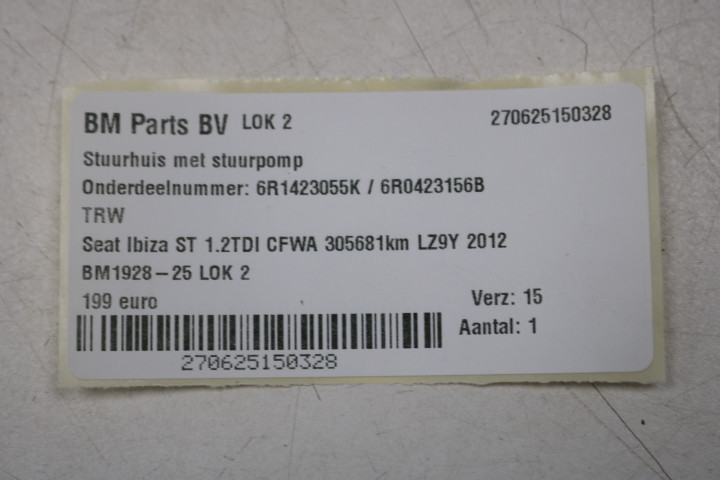 BM Parts BV LOK 2 270625150328
Stuurhuis met stuurpomp
Onderdeelnummer: 6R1423055K / 6R0423156B
TRW
Seat Ibiza ST 1.2TDI CFWA 305681km LZ9Y 2012
BM1928-25 LOK 2
199 euro Verz: 15
Aantal: 1
270625150328